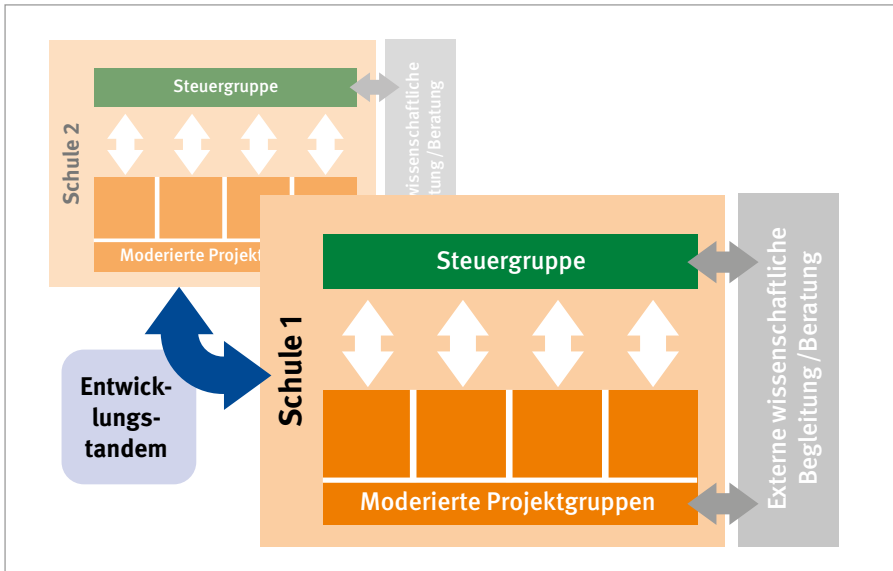 Steuergruppe
Schule 2
Moderierte Projekt
wissenschaftliche
tung / Beratung
Steuergruppe
Schule 1
Moderierte Projektgruppen
Externe wissenschaftliche
Begleitung / Beratung
Entwick-
lungs-
tandem